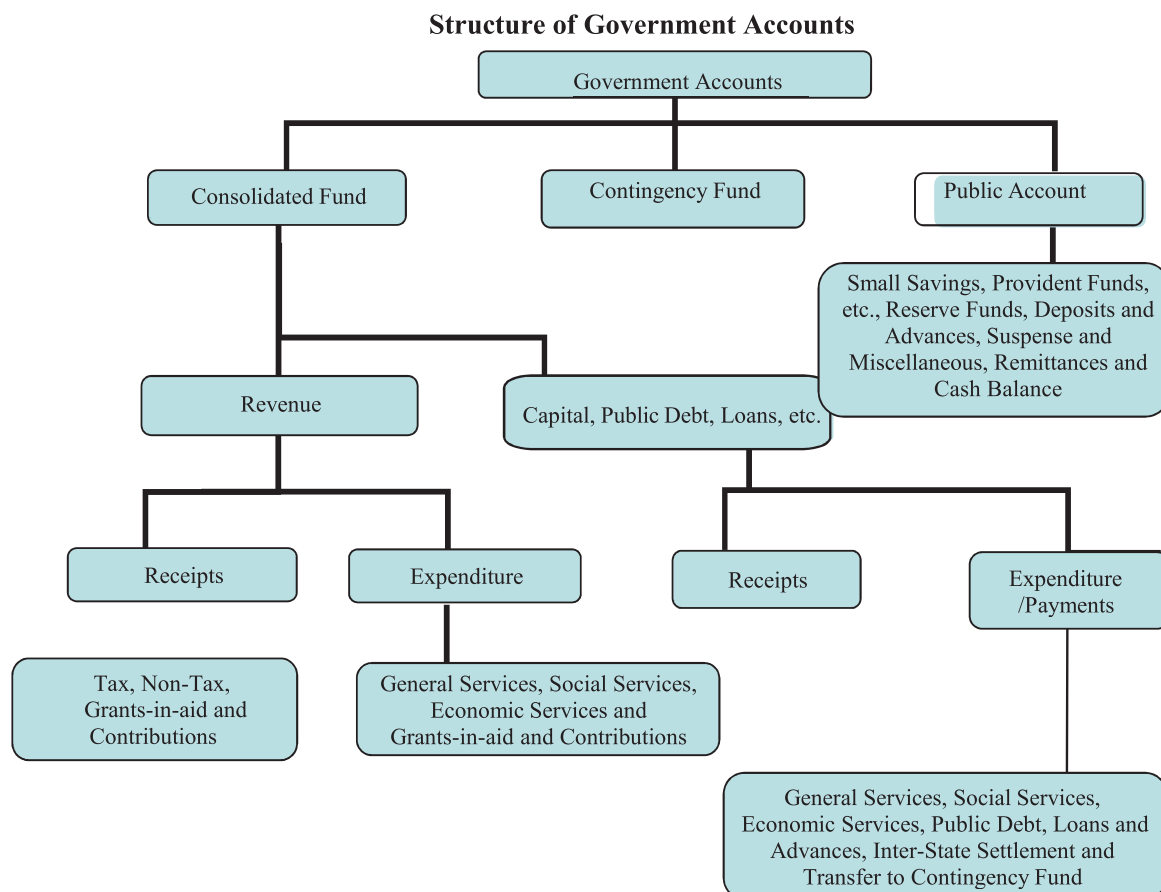 Structure of Government Accounts
Government Accounts
Consolidated Fund
Contingency Fund
Public Account
Small Savings, Provident Funds,
etc., Reserve Funds, Deposits and
Advances, Suspense and
Miscellaneous, Remittances and
Cash Balance
Revenue
Capital, Public Debt, Loans, etc.
Receipts
Expenditure
Receipts
Expenditure
/Payments
Tax, Non-Tax,
Grants-in-aid and
Contributions
General Services, Social Services,
Economic Services and
Grants-in-aid and Contributions
General Services, Social Services,
Economic Services, Public Debt, Loans and
Advances, Inter-State Settlement and
Transfer to Contingency Fund